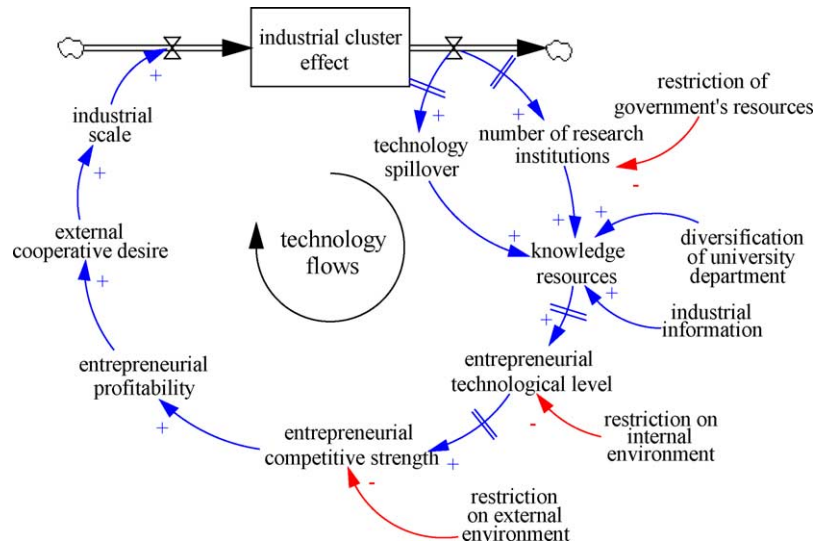 industrial cluster
effect
restriction of
government's resources
+
industrial
scale
+
+
technology
spillover
number of research
institutions
-
+
external
cooperative desire
technology
flows
+
+
+
knowledge
resources
diversification
of university
department
+
+
+
industrial
information
entrepreneurial
profitability
entrepreneurial
technological level
+
entrepreneurial
competitive strength
-
restriction on
internal
environment
+
-
restriction
on external
environment